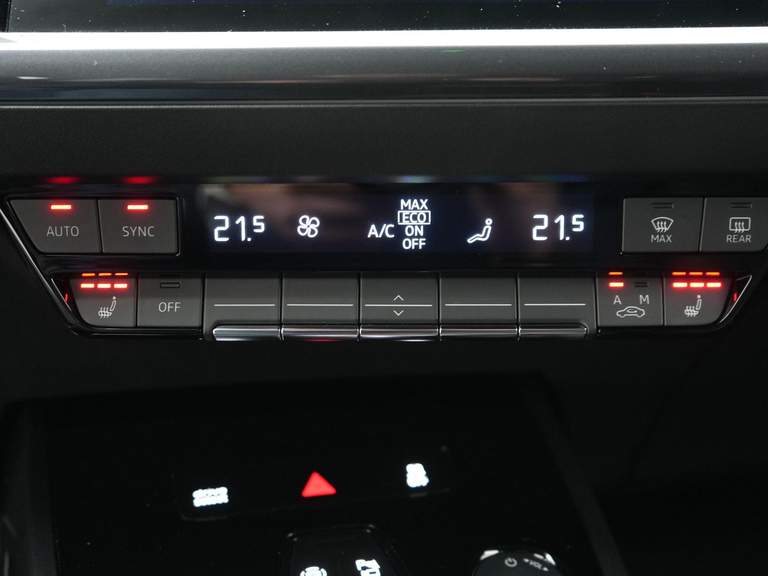 AUTO SYNC
21.5
A/C
MAX
ECO
ON
OFF
21.5
MAX
REAR
OFF
A M